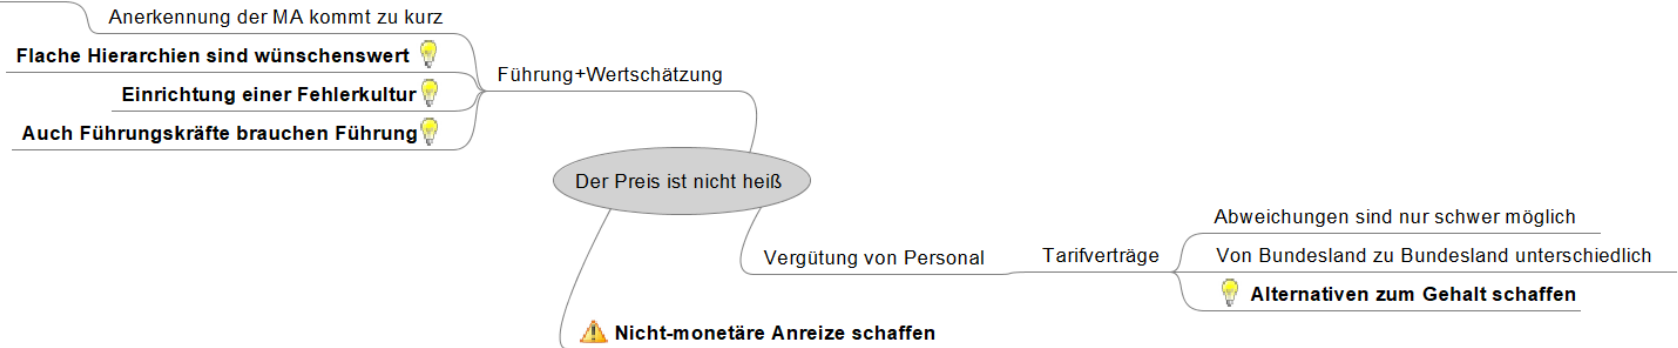 Anerkennung der MA kommt zu kurz
Flache Hierarchien sind wünschenswert
Einrichtung einer Fehlerkultur
Auch Führungskräfte brauchen Führung
Führung+Wertschätzung
Der Preis ist nicht heiß
Vergütung von Personal
Tarifverträge
Abweichungen sind nur schwer möglich
Von Bundesland zu Bundesland unterschiedlich
Alternativen zum Gehalt schaffen
Nicht-monetäre Anreize schaffen